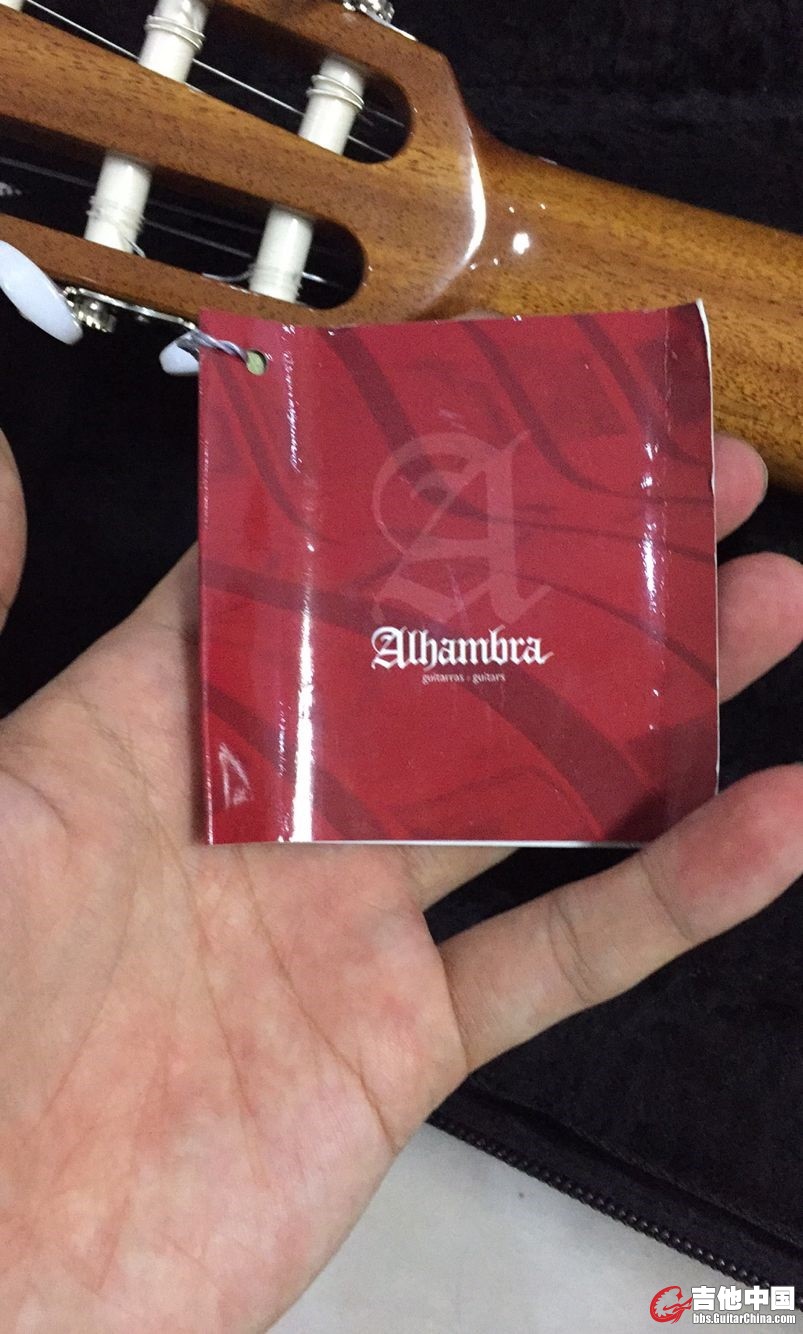 A
Alhambra
guitarras - guitars
吉他中国
bbs.GuitarChina.com